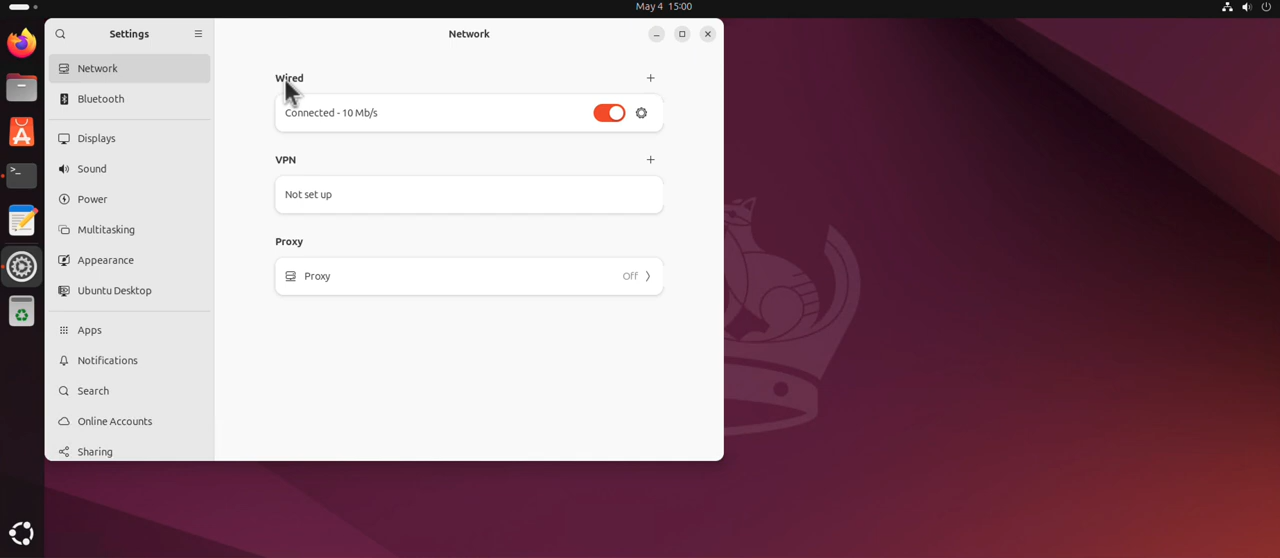 May 4 15:00
Settings
Network
Network
Bluetooth
Displays
Sound
Power
Multitasking
Appearance
Ubuntu Desktop
Apps
Notifications
Search
Online Accounts
Sharing
Wired
Connected - 10 Mb/s
VPN
Not set up
Proxy
Proxy Off